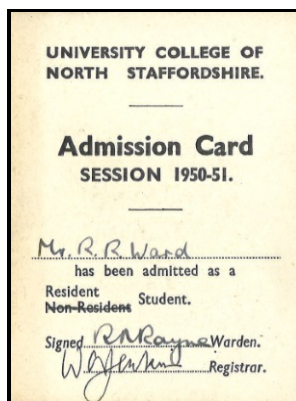 UNIVERSITY COLLEGE OF
NORTH STAFFORDSHIRE.
Admission Card
SESSION 1950-51.
Mr. R. R. Ward
has been admitted as a
Resident
Non-Resident Student.
Signed R. R. Rayne Warden.
Registrar.